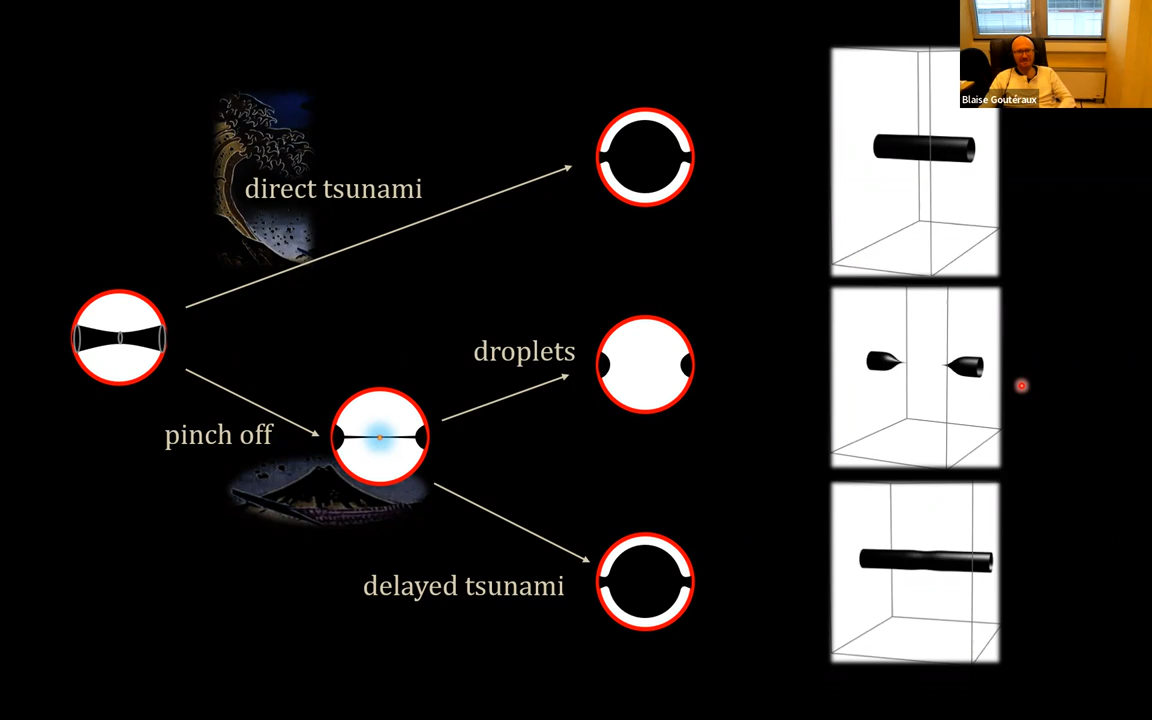 Blaise Goutéraux
direct tsunami
droplets
pinch off
delayed tsunami